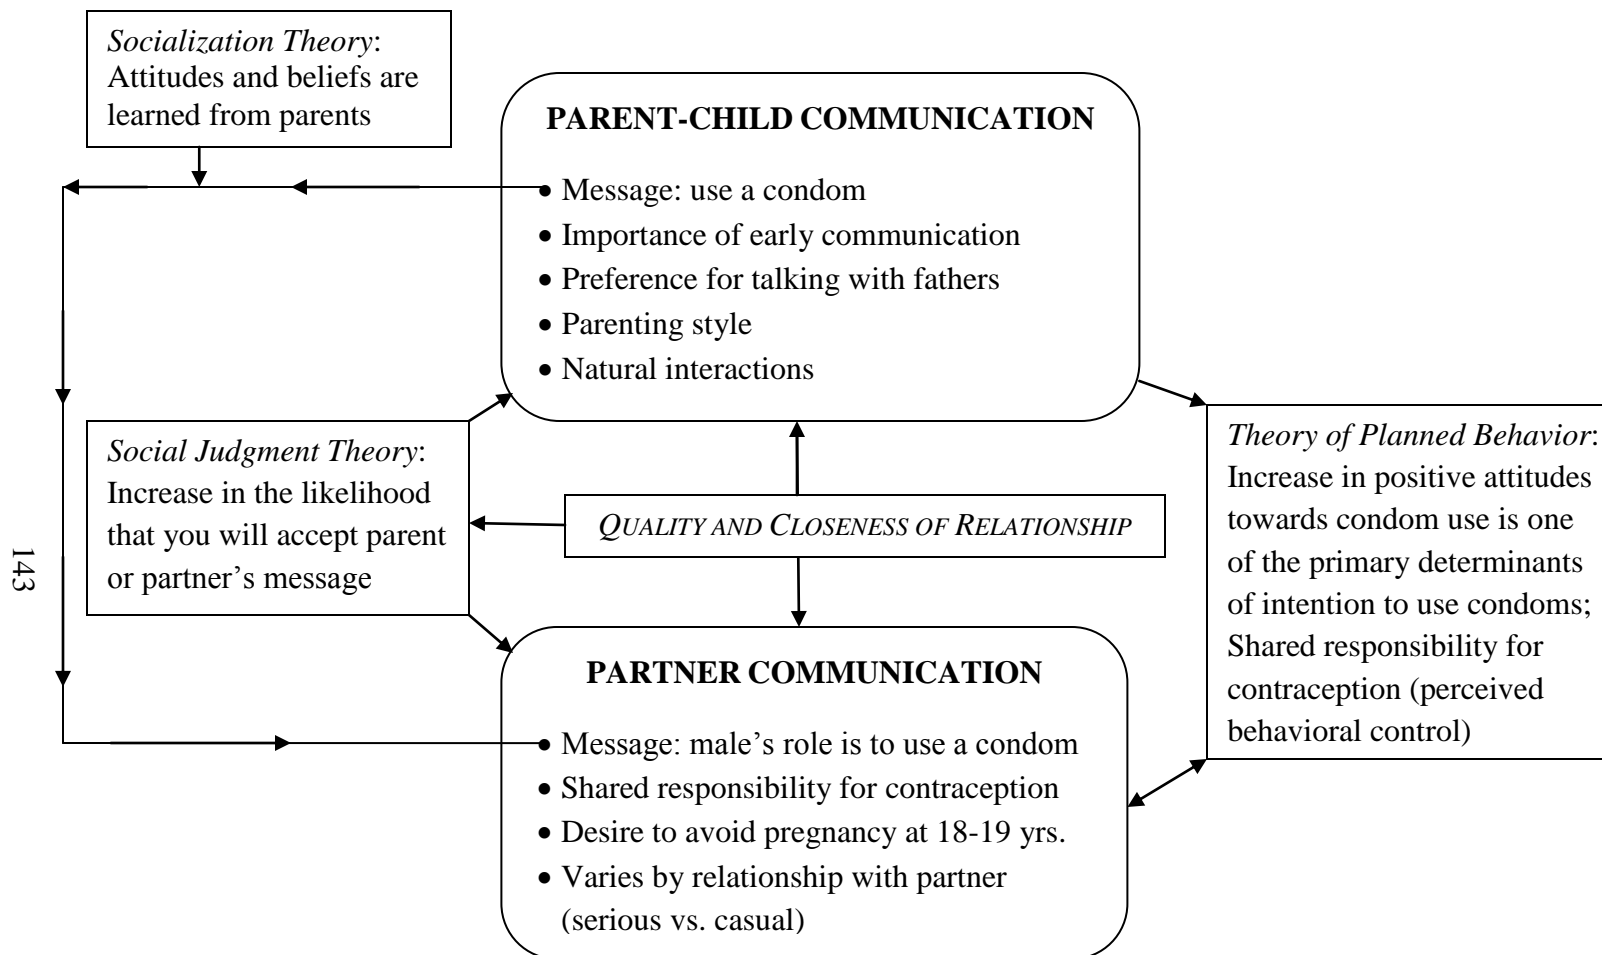 Socialization Theory:
Attitudes and beliefs are
learned from parents
PARENT-CHILD COMMUNICATION
• Message: use a condom
• Importance of early communication
• Preference for talking with fathers
• Parenting style
• Natural interactions
Social Judgment Theory:
Increase in the likelihood
that you will accept parent
or partner’s message
QUALITY AND CLOSENESS OF RELATIONSHIP
Theory of Planned Behavior:
Increase in positive attitudes
towards condom use is one
of the primary determinants
of intention to use condoms;
Shared responsibility for
contraception (perceived
behavioral control)
PARTNER COMMUNICATION
• Message: male’s role is to use a condom
• Shared responsibility for contraception
• Desire to avoid pregnancy at 18-19 yrs.
• Varies by relationship with partner
(serious vs. casual)
143